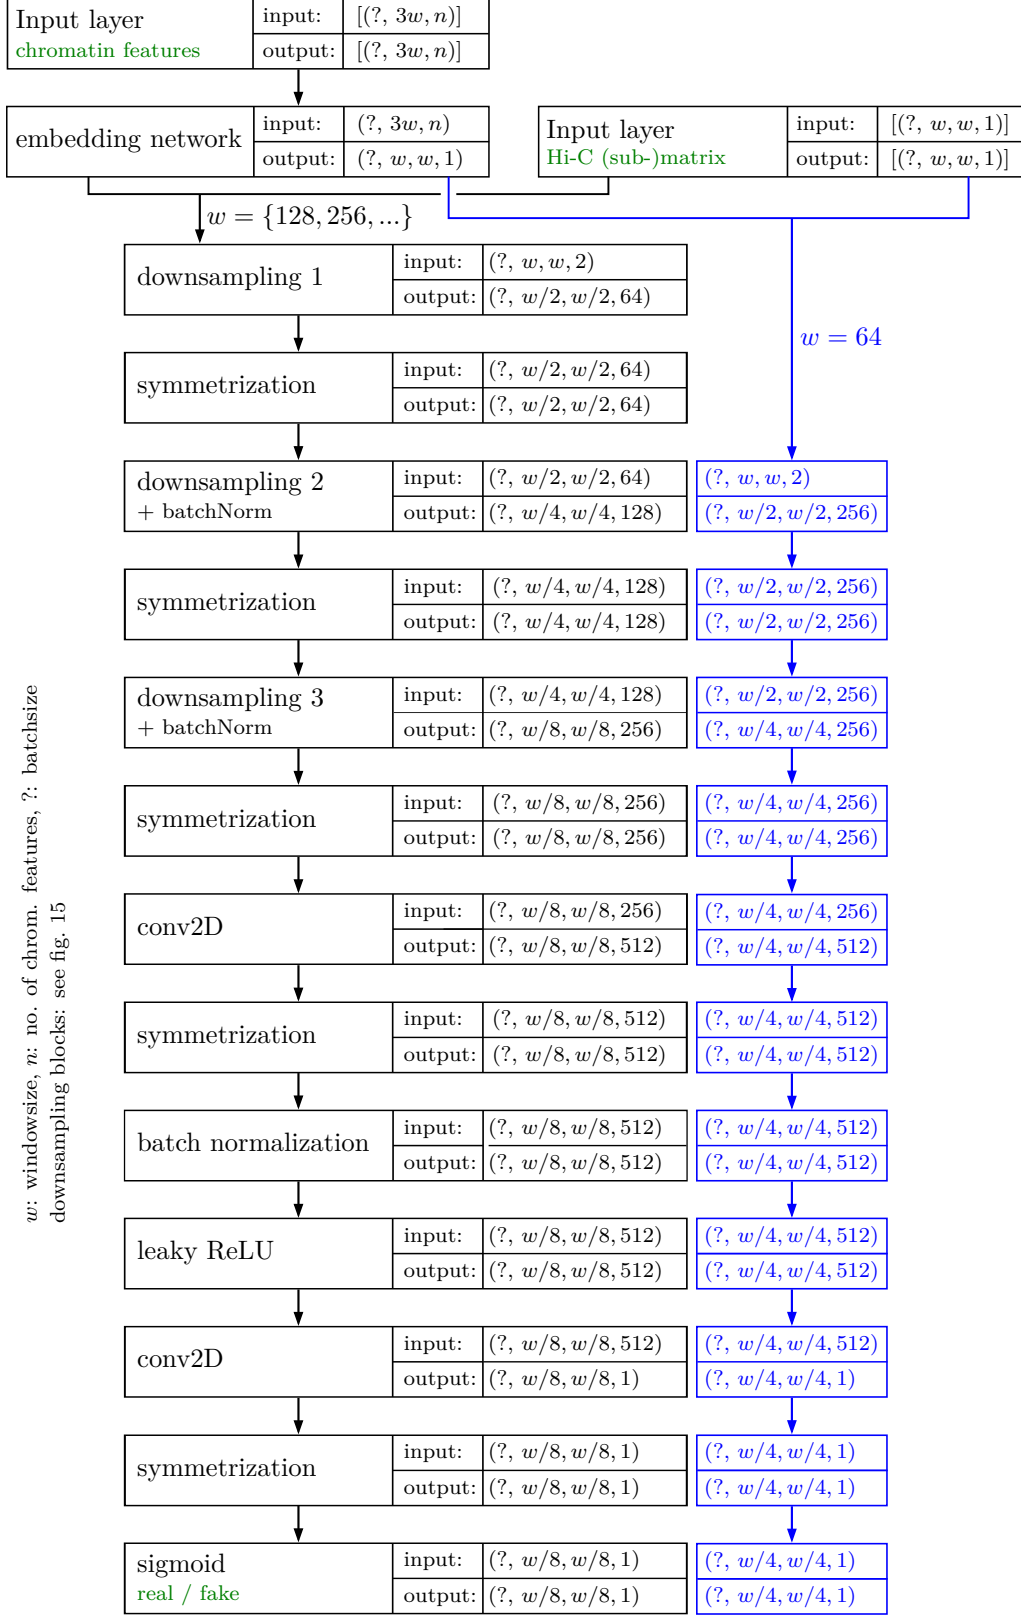 Input layer
chromatin features
input: [(?, 3w, n)]
output: [(?, 3w, n)]
embedding network
input: (?, 3w, n)
output: (?, w, w, 1)
Input layer
Hi-C (sub-)matrix
input: [(?, w, w, 1)]
output: [(?, w, w, 1)]
w = {128, 256, ...}
w = 64
downsampling 1
input: (?, w, w, 2)
output: (?, w/2, w/2, 64)
symmetrization
input: (?, w/2, w/2, 64)
output: (?, w/2, w/2, 64)
downsampling 2
+ batchNorm
input: (?, w/2, w/2, 64) (?, w, w, 2)
output: (?, w/4, w/4, 128) (?, w/2, w/2, 256)
symmetrization
input: (?, w/4, w/4, 128) (?, w/2, w/2, 256)
output: (?, w/4, w/4, 128) (?, w/2, w/2, 256)
downsampling 3
+ batchNorm
input: (?, w/4, w/4, 128) (?, w/2, w/2, 256)
output: (?, w/8, w/8, 256) (?, w/4, w/4, 256)
symmetrization
input: (?, w/8, w/8, 256) (?, w/4, w/4, 256)
output: (?, w/8, w/8, 256) (?, w/4, w/4, 256)
conv2D
input: (?, w/8, w/8, 256) (?, w/4, w/4, 256)
output: (?, w/8, w/8, 512) (?, w/4, w/4, 512)
symmetrization
input: (?, w/8, w/8, 512) (?, w/4, w/4, 512)
output: (?, w/8, w/8, 512) (?, w/4, w/4, 512)
batch normalization
input: (?, w/8, w/8, 512) (?, w/4, w/4, 512)
output: (?, w/8, w/8, 512) (?, w/4, w/4, 512)
leaky ReLU
input: (?, w/8, w/8, 512) (?, w/4, w/4, 512)
output: (?, w/8, w/8, 512) (?, w/4, w/4, 512)
conv2D
input: (?, w/8, w/8, 512) (?, w/4, w/4, 512)
output: (?, w/8, w/8, 1) (?, w/4, w/4, 1)
symmetrization
input: (?, w/8, w/8, 1) (?, w/4, w/4, 1)
output: (?, w/8, w/8, 1) (?, w/4, w/4, 1)
sigmoid
real / fake
input: (?, w/8, w/8, 1) (?, w/4, w/4, 1)
output: (?, w/8, w/8, 1) (?, w/4, w/4, 1)
w: windowsize, n: no. of chrom. features, ?: batchsize
downsampling blocks: see fig. 15